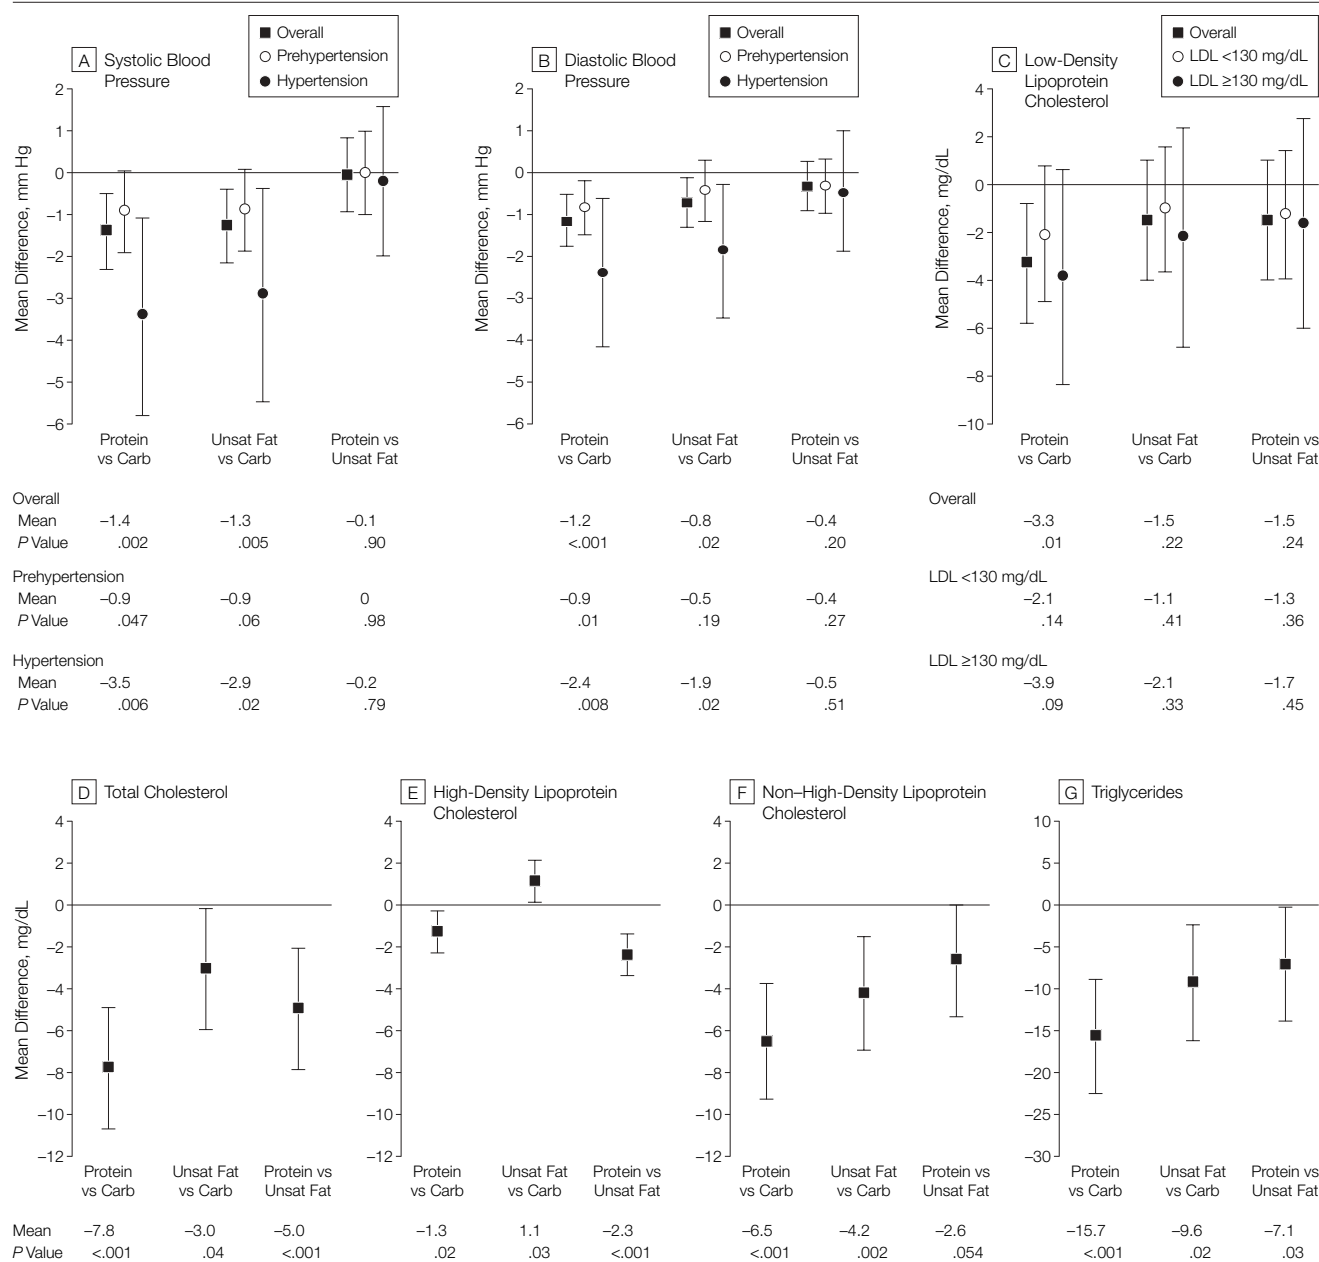 A Systolic Blood
Pressure
Overall
Prehypertension
Hypertension
2
1
0
–1
–2
–3
–4
–5
–6
Mean Difference, mm Hg
Protein
vs Carb
Unsat Fat
vs Carb
Protein vs
Unsat Fat
B Diastolic Blood
Pressure
Overall
Prehypertension
Hypertension
2
1
0
–1
–2
–3
–4
–5
–6
Mean Difference, mm Hg
Protein
vs Carb
Unsat Fat
vs Carb
Protein vs
Unsat Fat
C Low-Density
Lipoprotein
Cholesterol
Overall
LDL <130 mg/dL
LDL ≥130 mg/dL
4
2
0
–2
–4
–6
–8
–10
Mean Difference, mg/dL
Protein
vs Carb
Unsat Fat
vs Carb
Protein vs
Unsat Fat
Overall Overall
Mean –1.4 –1.3 –0.1 –1.2 –0.8 –0.4 –3.3 –1.5 –1.5
P Value .002 .005 .90 <.001 .02 .20 .01 .22 .24
Prehypertension LDL <130 mg/dL
Mean –0.9 –0.9 0 –0.9 –0.5 –0.4 –2.1 –1.1 –1.3
P Value .047 .06 .98 .01 .19 .27 .14 .41 .36
Hypertension LDL ≥130 mg/dL
Mean –3.5 –2.9 –0.2 –2.4 –1.9 –0.5 –3.9 –2.1 –1.7
P Value .006 .02 .79 .008 .02 .51 .09 .33 .45
D Total Cholesterol
4
2
0
–2
–4
–6
–8
–10
–12
Mean Difference, mg/dL
Protein
vs Carb
Unsat Fat
vs Carb
Protein vs
Unsat Fat
E High-Density Lipoprotein
Cholesterol
4
2
0
–2
–4
–6
–8
–10
–12
Protein
vs Carb
Unsat Fat
vs Carb
Protein vs
Unsat Fat
F Non–High-Density Lipoprotein
Cholesterol
4
2
0
–2
–4
–6
–8
–10
–12
Protein
vs Carb
Unsat Fat
vs Carb
Protein vs
Unsat Fat
G Triglycerides
10
5
0
–5
–10
–15
–20
–25
–30
Protein
vs Carb
Unsat Fat
vs Carb
Protein vs
Unsat Fat
Mean –7.8 –3.0 –5.0 –1.3 1.1 –2.3 –6.5 –4.2 –2.6 –15.7 –9.6 –7.1
P Value <.001 .04 <.001 .02 .03 <.001 <.001 .002 .054 <.001 .02 .03